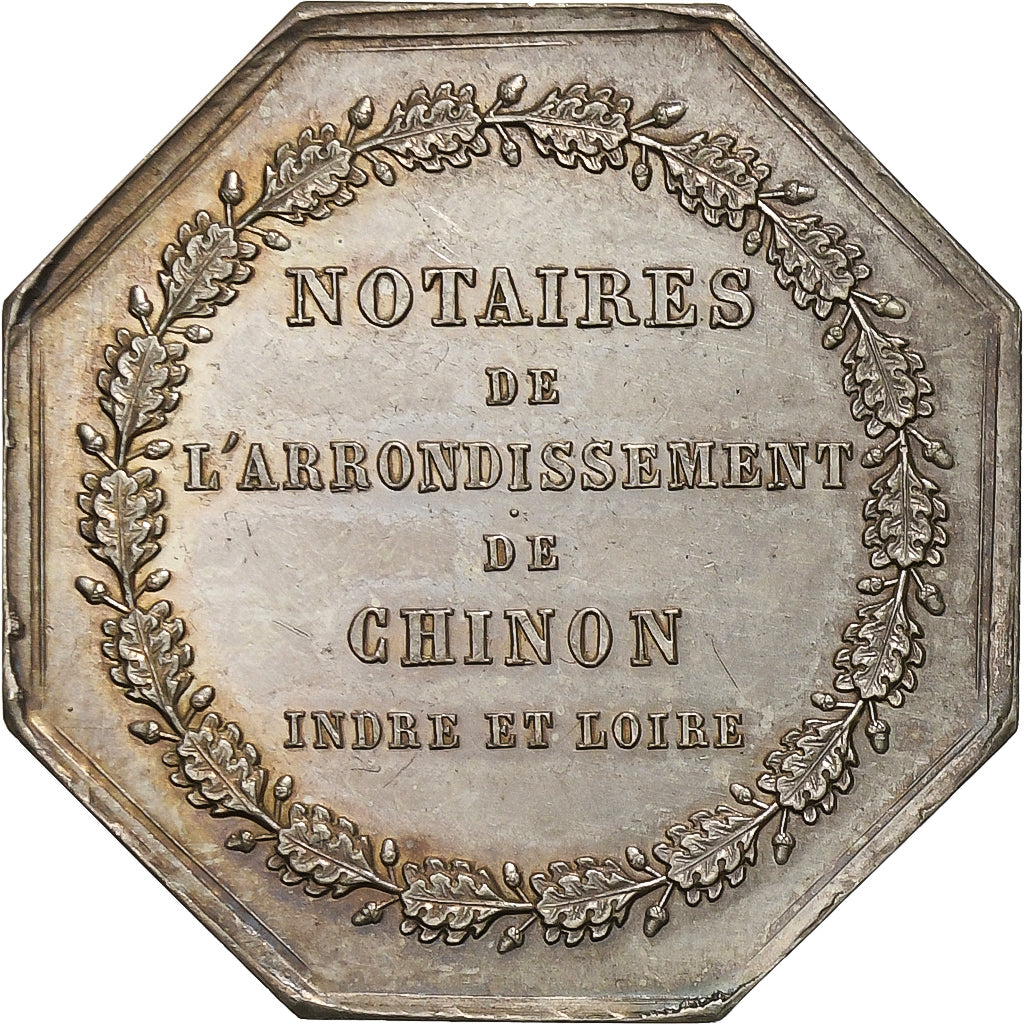 NOTAIRES
DE
L'ARRONDISSEMENT
DE
CHINON
INDRE ET LOIRE